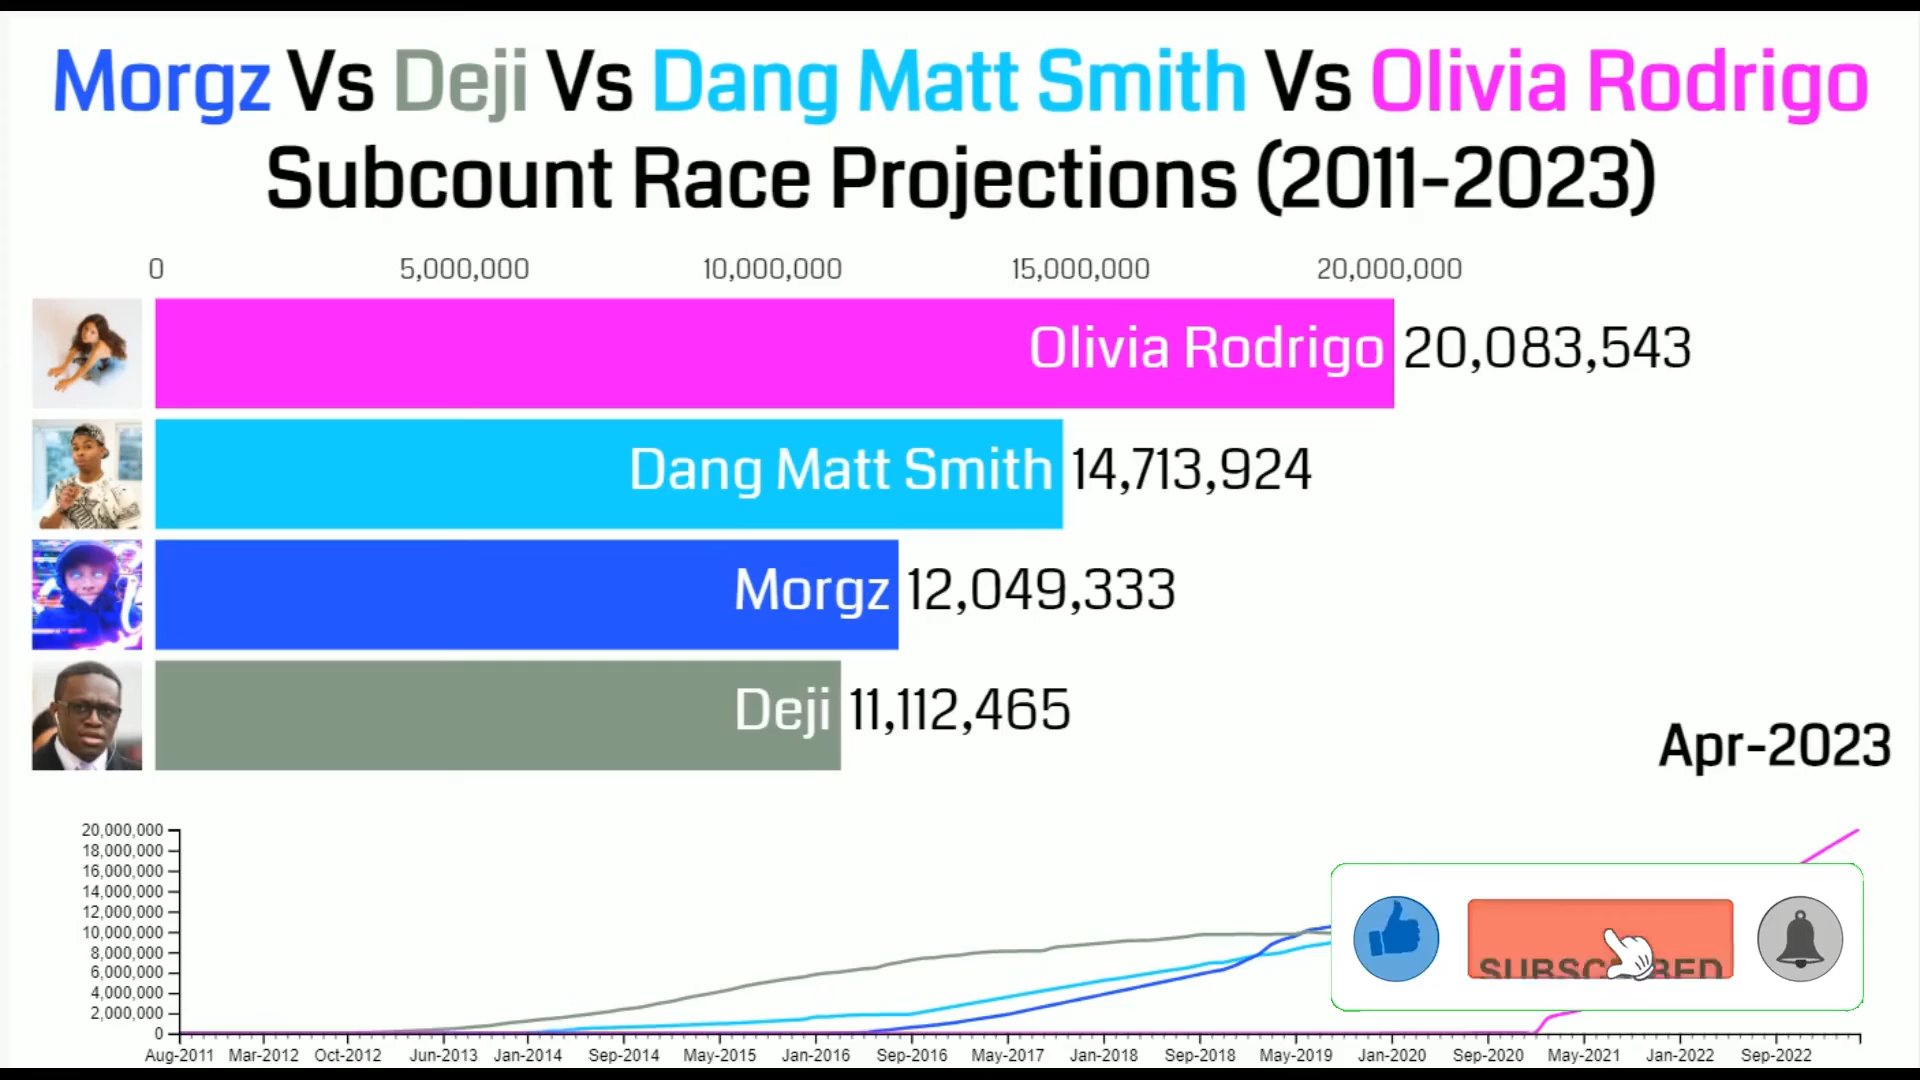 Morgz Vs Deji Vs Dang Matt Smith Vs Olivia Rodrigo
Subcount Race Projections (2011-2023)
0 5,000,000 10,000,000 15,000,000 20,000,000
Olivia Rodrigo 20,083,543
Dang Matt Smith 14,713,924
Morgz 12,049,333
Deji 11,112,465
Apr-2023
20,000,000
18,000,000
16,000,000
14,000,000
12,000,000
10,000,000
8,000,000
6,000,000
4,000,000
2,000,000
0
Aug-2011 Mar-2012 Oct-2012 Jun-2013 Jan-2014 Sep-2014 May-2015 Jan-2016 Sep-2016 May-2017 Jan-2018 Sep-2018 May-2019 Jan-2020 Sep-2020 May-2021 Jan-2022 Sep-2022